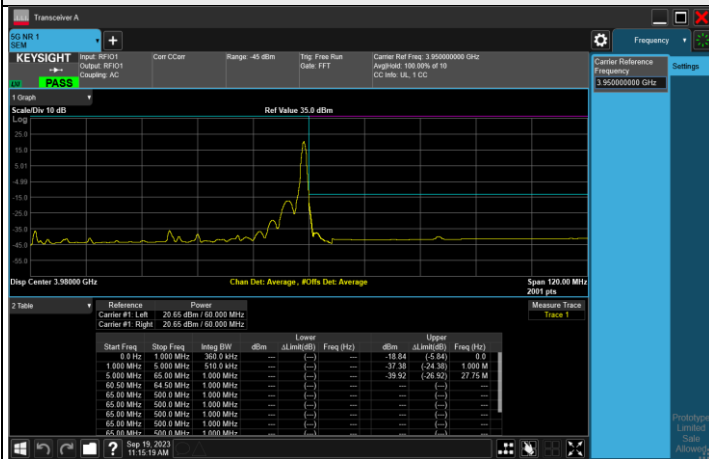 Transceiver A
5G NR 1
SEM
Frequency
KEYSIGHT
Input: RFIO1
Output: RFIO1
Coupling: AC
Corr CCorr
Range: -45 dBm
Trig: Free Run
Gate: FFT
Carrier Ref Freq: 3.950000000 GHz
Avg|Hold: 100.00% of 10
CC Info: UL, 1 CC
PASS
Carrier Reference
Frequency
3.950000000 GHz
Settings
1 Graph
Scale/Div 10 dB
Ref Value 35.0 dBm
Log
25.0
15.0
5.01
-4.99
-15.0
-25.0
-35.0
-45.0
-55.0
Disp Center 3.98000 GHz
Chan Det: Average , #Offs Det: Average
Span 120.00 MHz
2001 pts
2 Table
Reference Power
Carrier #1: Left 20.65 dBm / 60.000 MHz
Carrier #1: Right 20.65 dBm / 60.000 MHz
Measure Trace
Trace 1
Lower Upper
Start Freq Stop Freq Integ BW dBm ΔLimit(dB) Freq (Hz) dBm ΔLimit(dB) Freq (Hz)
0.0 Hz 1.000 MHz 360.0 kHz --- (---) --- -18.84 (-5.84) 0.0
1.000 MHz 5.000 MHz 510.0 kHz --- (---) --- -37.38 (-24.38) 1.000 M
5.000 MHz 65.00 MHz 1.000 MHz --- (---) --- -39.92 (-26.92) 27.75 M
60.50 MHz 64.50 MHz 1.000 MHz --- (---) --- --- (---) ---
65.00 MHz 500.0 MHz 1.000 MHz --- (---) --- --- (---) ---
65.00 MHz 500.0 MHz 1.000 MHz --- (---) --- --- (---) ---
65.00 MHz 500.0 MHz 1.000 MHz --- (---) --- --- (---) ---
65.00 MHz 500.0 MHz 1.000 MHz --- (---) --- --- (---) ---
65.00 MHz 500.0 MHz 1.000 MHz --- (---) --- --- (---) ---
Prototype
Limited
Sale
Allowed
Sep 19, 2023
11:15:19 AM